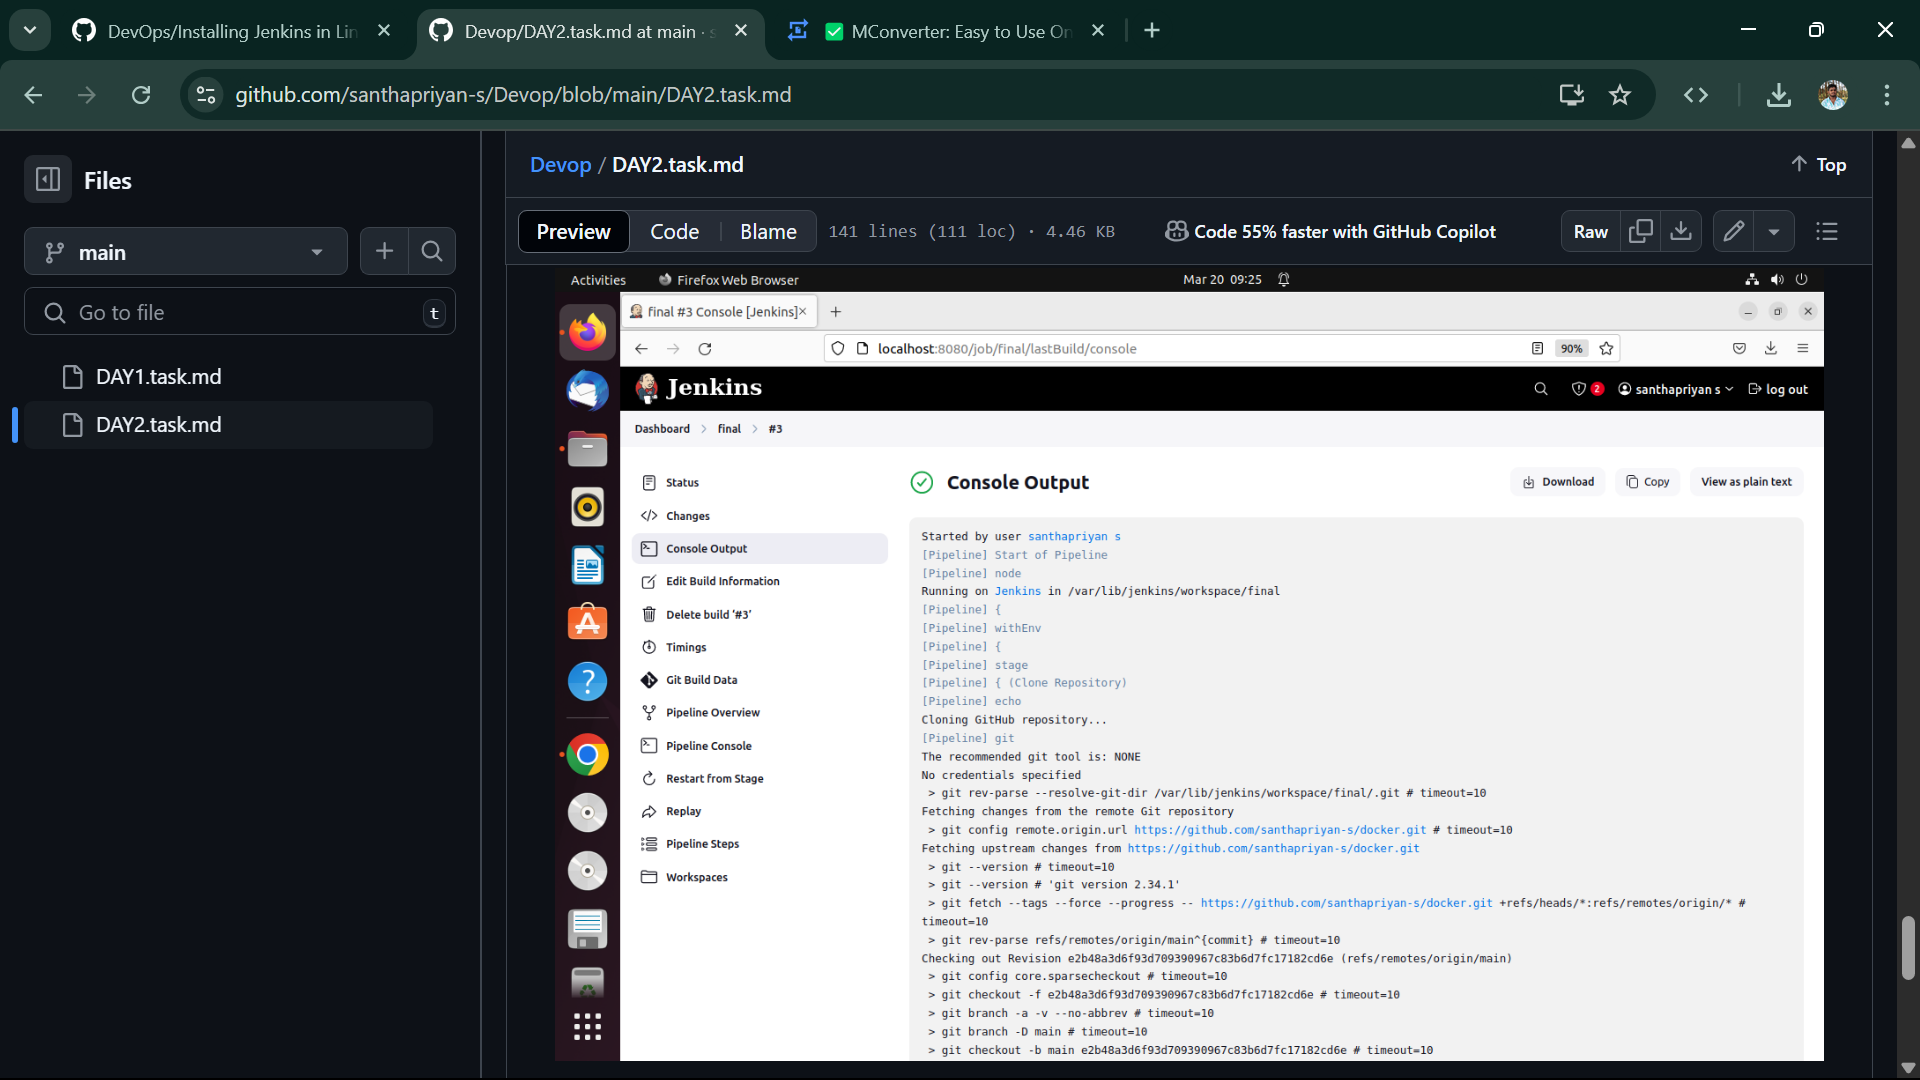 DevOps/Installing Jenkins in Lin
Devop/DAY2.task.md at main · s
MConverter: Easy to Use On
github.com/santhapriyan-s/Devop/blob/main/DAY2.task.md
Files
main
Go to file
t
DAY1.task.md
DAY2.task.md
Devop / DAY2.task.md
Top
Preview
Code
Blame
141 lines (111 loc) · 4.46 KB
Code 55% faster with GitHub Copilot
Raw
Activities
Firefox Web Browser
Mar 20 09:25
final #3 Console [Jenkins]
localhost:8080/job/final/lastBuild/console
90%
Jenkins
2
santhapriyan s
log out
Dashboard > final > #3
Status
Changes
Console Output
Edit Build Information
Delete build '#3'
Timings
Git Build Data
Pipeline Overview
Pipeline Console
Restart from Stage
Replay
Pipeline Steps
Workspaces
Console Output
Download
Copy
View as plain text
Started by user santhapriyan s
[Pipeline] Start of Pipeline
[Pipeline] node
Running on Jenkins in /var/lib/jenkins/workspace/final
[Pipeline] {
[Pipeline] withEnv
[Pipeline] {
[Pipeline] stage
[Pipeline] { (Clone Repository)
[Pipeline] echo
Cloning GitHub repository...
[Pipeline] git
The recommended git tool is: NONE
No credentials specified
> git rev-parse --resolve-git-dir /var/lib/jenkins/workspace/final/.git # timeout=10
Fetching changes from the remote Git repository
> git config remote.origin.url https://github.com/santhapriyan-s/docker.git # timeout=10
Fetching upstream changes from https://github.com/santhapriyan-s/docker.git
> git --version # timeout=10
> git --version # 'git version 2.34.1'
> git fetch --tags --force --progress -- https://github.com/santhapriyan-s/docker.git +refs/heads/*:refs/remotes/origin/* #
timeout=10
> git rev-parse refs/remotes/origin/main^{commit} # timeout=10
Checking out Revision e2b48a3d6f93d709390967c83b6d7fc17182cd6e (refs/remotes/origin/main)
> git config core.sparsecheckout # timeout=10
> git checkout -f e2b48a3d6f93d709390967c83b6d7fc17182cd6e # timeout=10
> git branch -a -v --no-abbrev # timeout=10
> git branch -D main # timeout=10
> git checkout -b main e2b48a3d6f93d709390967c83b6d7fc17182cd6e # timeout=10